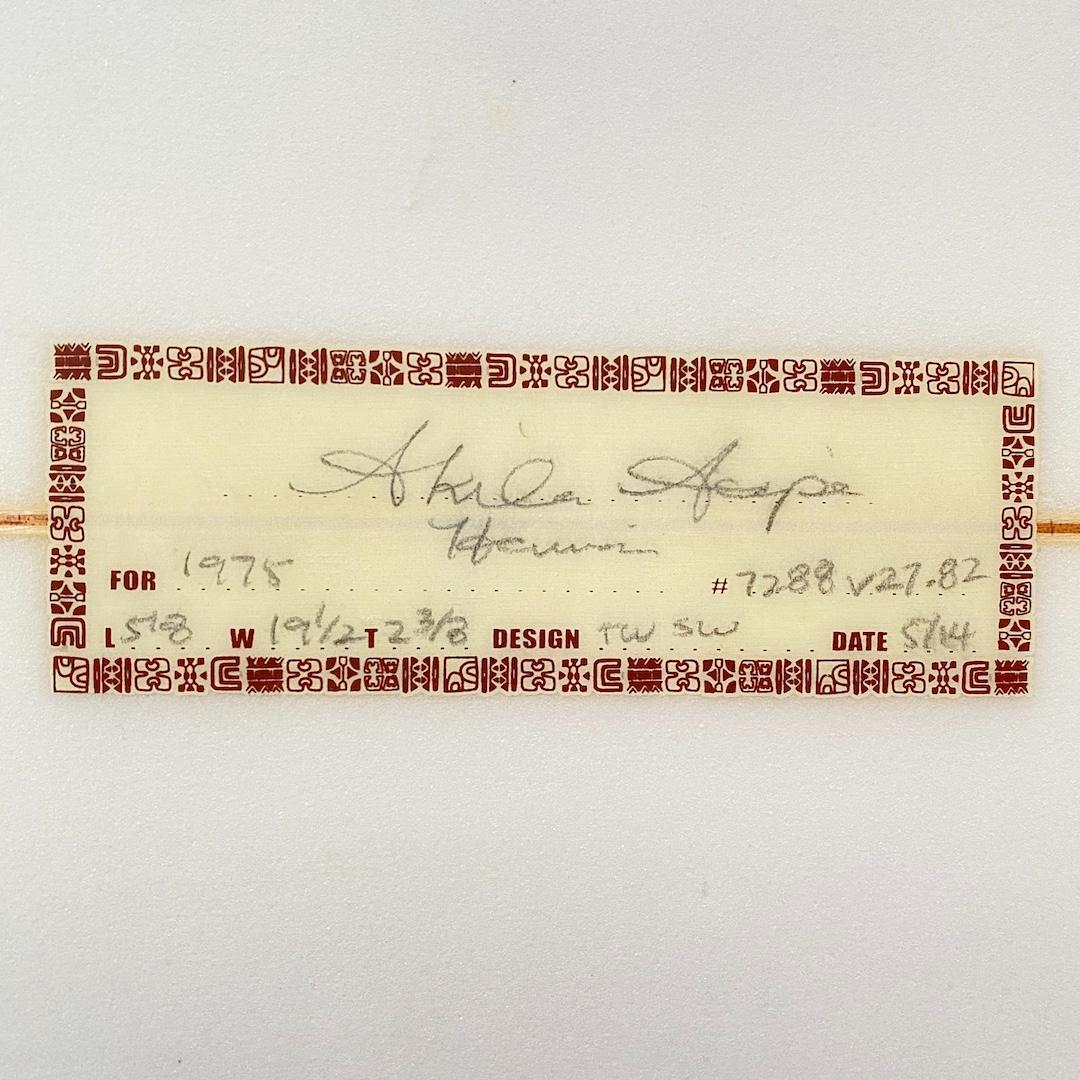 Akila Aipa
Hawaii
FOR 1975 # 7288 V27.82
L 5'8 W 19 1/2 T 2 3/8 DESIGN TW SW DATE 5/14